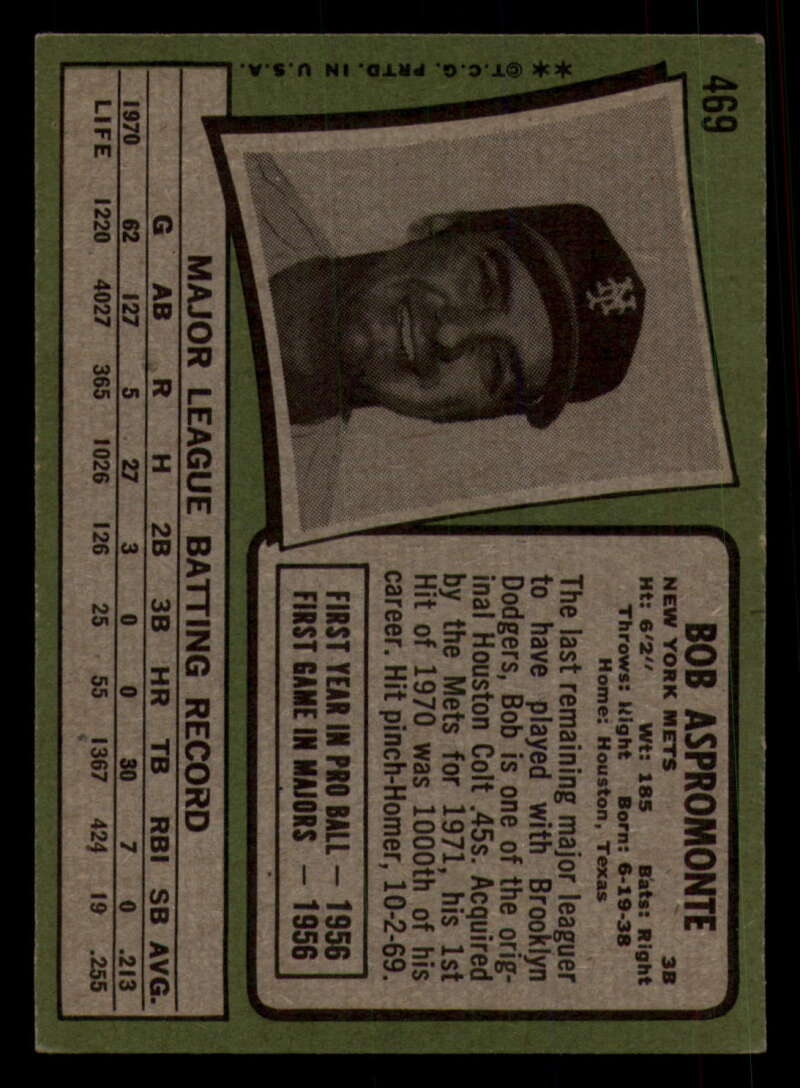 469
** ©T.C.G. PRTD. IN U.S.A.
NY
BOB ASPROMONTE
NEW YORK METS 3B
Ht: 6'2" Wt: 185 Bats: Right
Throws: Right Born: 6-19-38
Home: Houston, Texas
The last remaining major leaguer
to have played with Brooklyn
Dodgers, Bob is one of the orig-
inal Houston Colt .45s. Acquired
by the Mets for 1971, his 1st
Hit of 1970 was 1000th of his
career. Hit pinch-Homer, 10-2-69.
FIRST YEAR IN PRO BALL — 1956
FIRST GAME IN MAJORS — 1956
MAJOR LEAGUE BATTING RECORD
G AB R H 2B 3B HR TB RBI SB AVG.
1970 62 127 5 27 3 0 0 30 7 0 .213
LIFE 1220 4027 365 1026 126 25 55 1367 424 19 .255